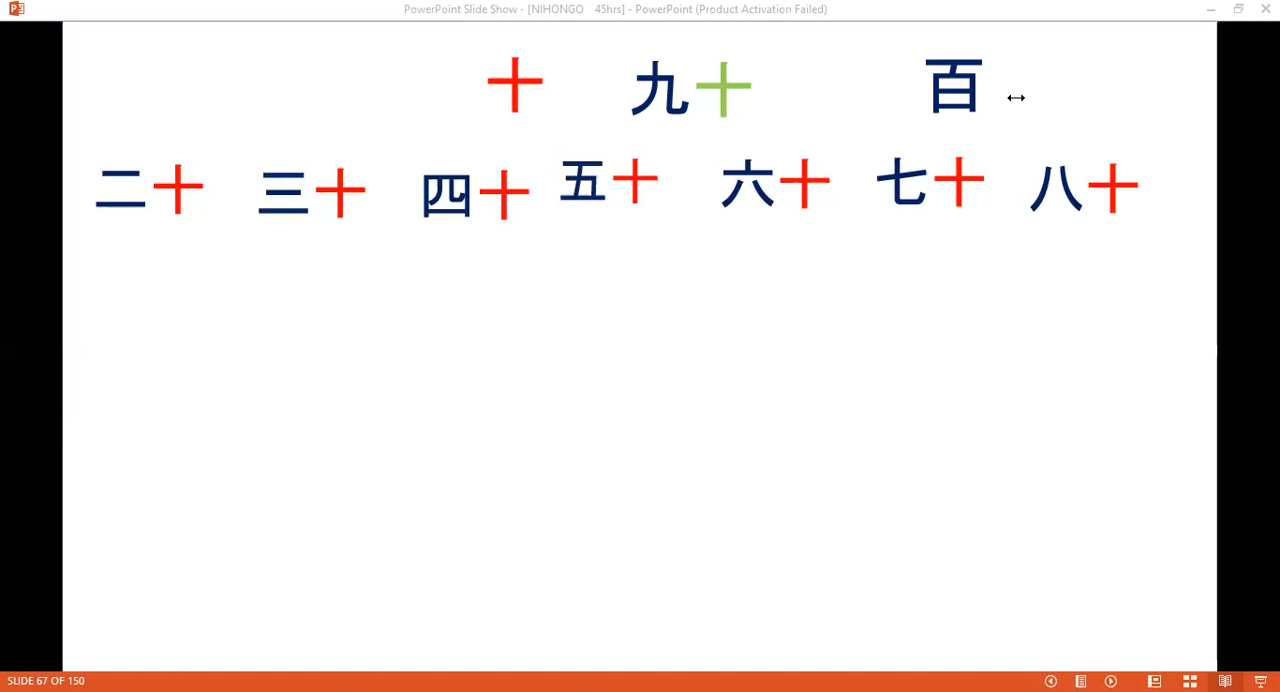 PowerPoint Slide Show - [NIHONGO 45hrs] - PowerPoint (Product Activation Failed)
十 九十 百
二十 三十 四十 五十 六十 七十 八十
SLIDE 67 OF 150